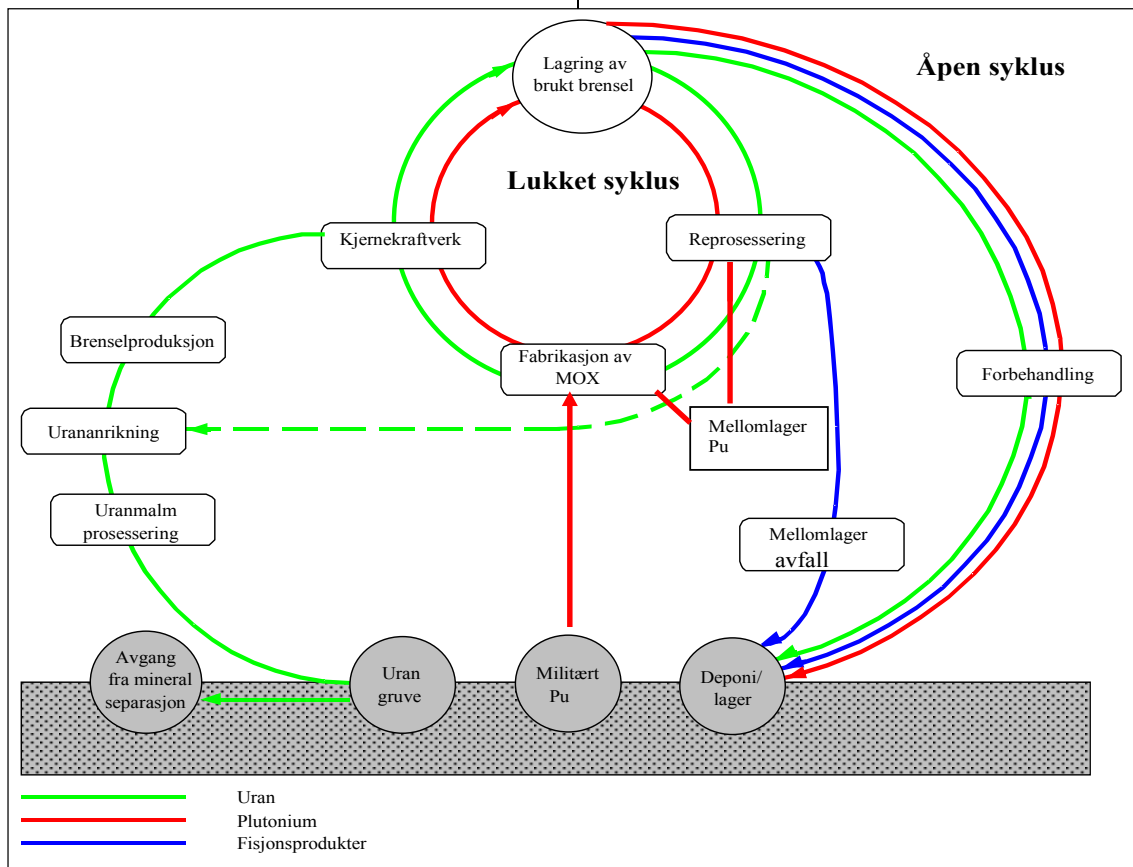 Lagring av
brukt brensel
Åpen syklus
Lukket syklus
Kjernekraftverk
Reprosessering
Brenselproduksjon
Fabrikasjon av
MOX
Forbehandling
Urananrikning
Mellomlager
Pu
Uranmalm
prosessering
Mellomlager
avfall
Avgang
fra mineral
separasjon
Uran
gruve
Militært
Pu
Deponi/
lager
Uran
Plutonium
Fisjonsprodukter